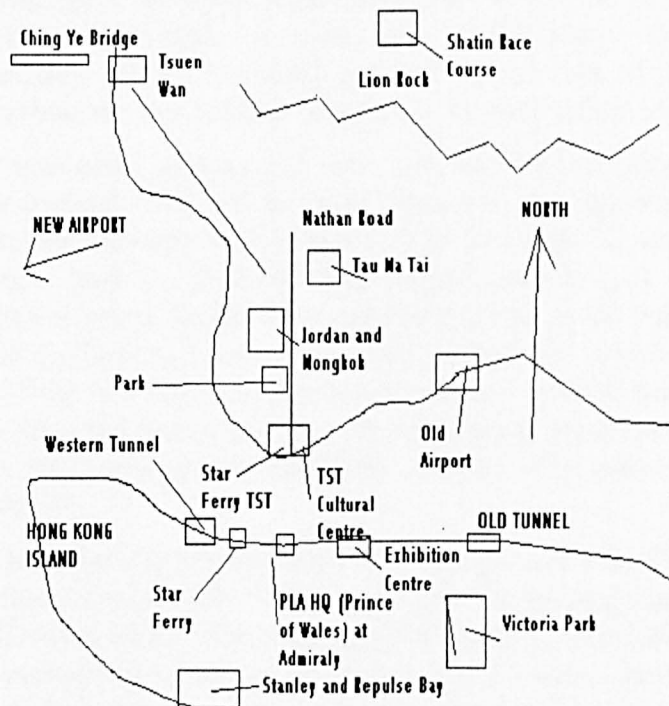 Ching Ye Bridge
Tsuen
Wan
Shatin Race
Course
Lion Rock
NEW AIRPORT
Nathan Road
NORTH
Tau Ma Tai
Jordan and
Mongkok
Park
Old
Airport
Western Tunnel
Star
Ferry TST
TST
Cultural
Centre
HONG KONG
ISLAND
OLD TUNNEL
Exhibition
Centre
Star
Ferry
PLA HQ (Prince
of Wales) at
Admiraly
Victoria Park
Stanley and Repulse Bay